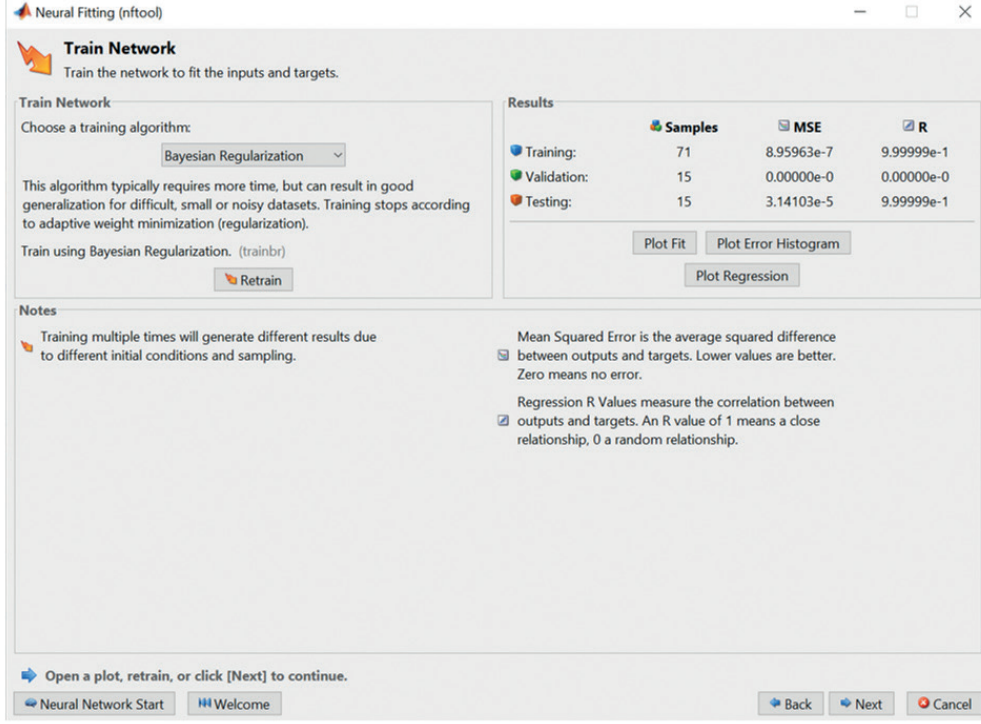 Neural Fitting (nftool)
Train Network
Train the network to fit the inputs and targets.
Train Network
Choose a training algorithm:
Bayesian Regularization
This algorithm typically requires more time, but can result in good
generalization for difficult, small or noisy datasets. Training stops according
to adaptive weight minimization (regularization).
Train using Bayesian Regularization. (trainbr)
Retrain
Results
Samples MSE R
Training: 71 8.95963e-7 9.99999e-1
Validation: 15 0.00000e-0 0.00000e-0
Testing: 15 3.14103e-5 9.99999e-1
Plot Fit Plot Error Histogram
Plot Regression
Notes
Training multiple times will generate different results due
to different initial conditions and sampling.
Mean Squared Error is the average squared difference
between outputs and targets. Lower values are better.
Zero means no error.
Regression R Values measure the correlation between
outputs and targets. An R value of 1 means a close
relationship, 0 a random relationship.
Open a plot, retrain, or click [Next] to continue.
Neural Network Start Welcome Back Next Cancel